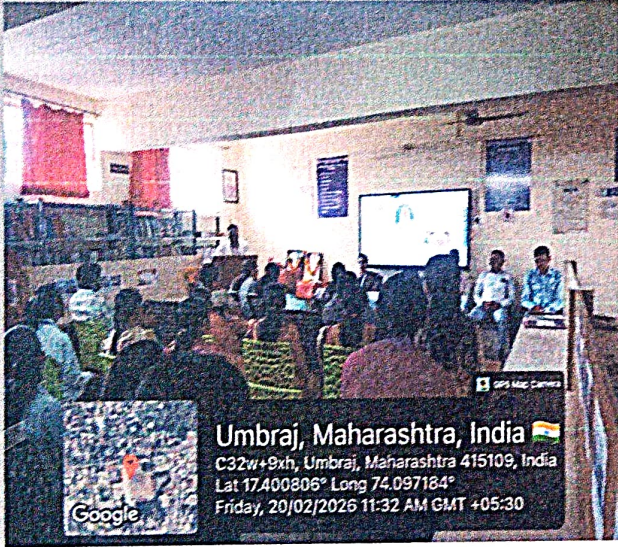 GPS Map Camera
Umbraj, Maharashtra, India
C32w+9xh, Umbraj, Maharashtra 415109, India
Lat 17.400806° Long 74.097184°
Friday, 20/02/2026 11:32 AM GMT +05:30
Google